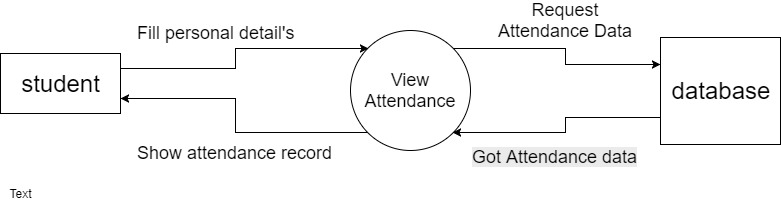 Fill personal detail's
Request
Attendance Data
student
View
Attendance
database
Show attendance record
Got Attendance data
Text